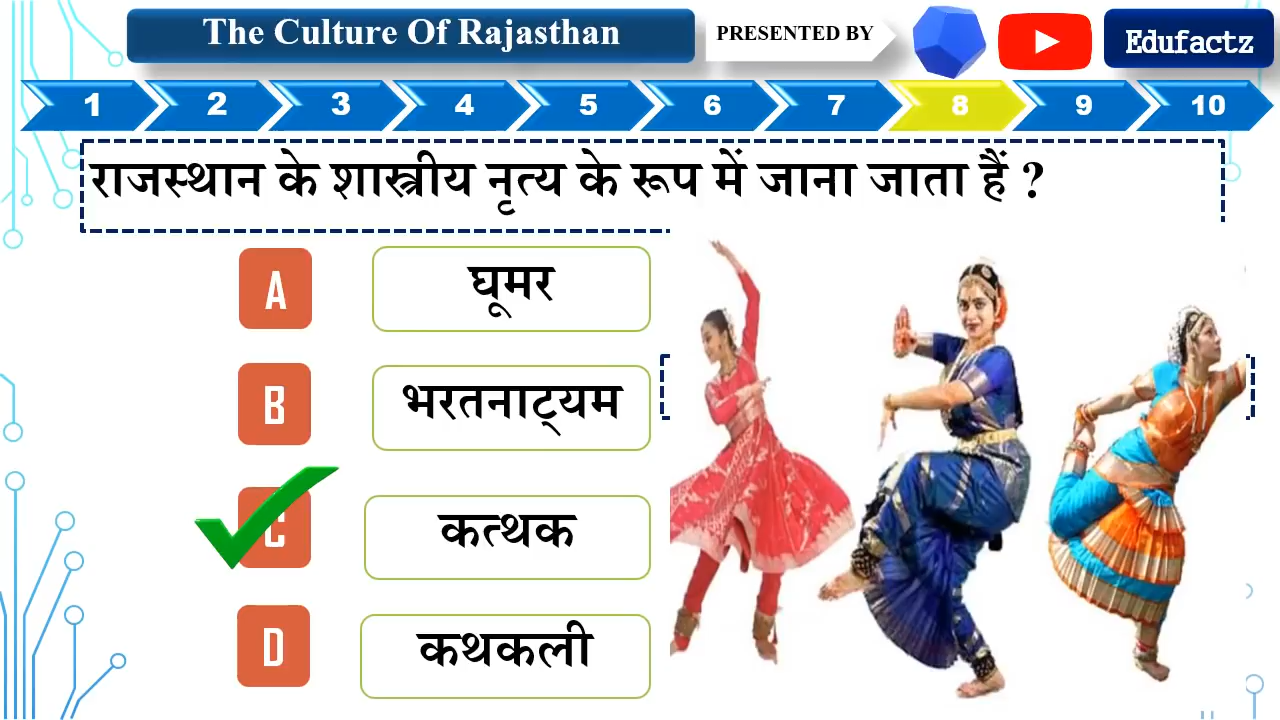 The Culture Of Rajasthan
PRESENTED BY
Edufactz
1 2 3 4 5 6 7 8 9 10
राजस्थान के शास्त्रीय नृत्य के रूप में जाना जाता हैं ?
A घूमर
B भरतनाट्यम
C कत्थक
D कथकली